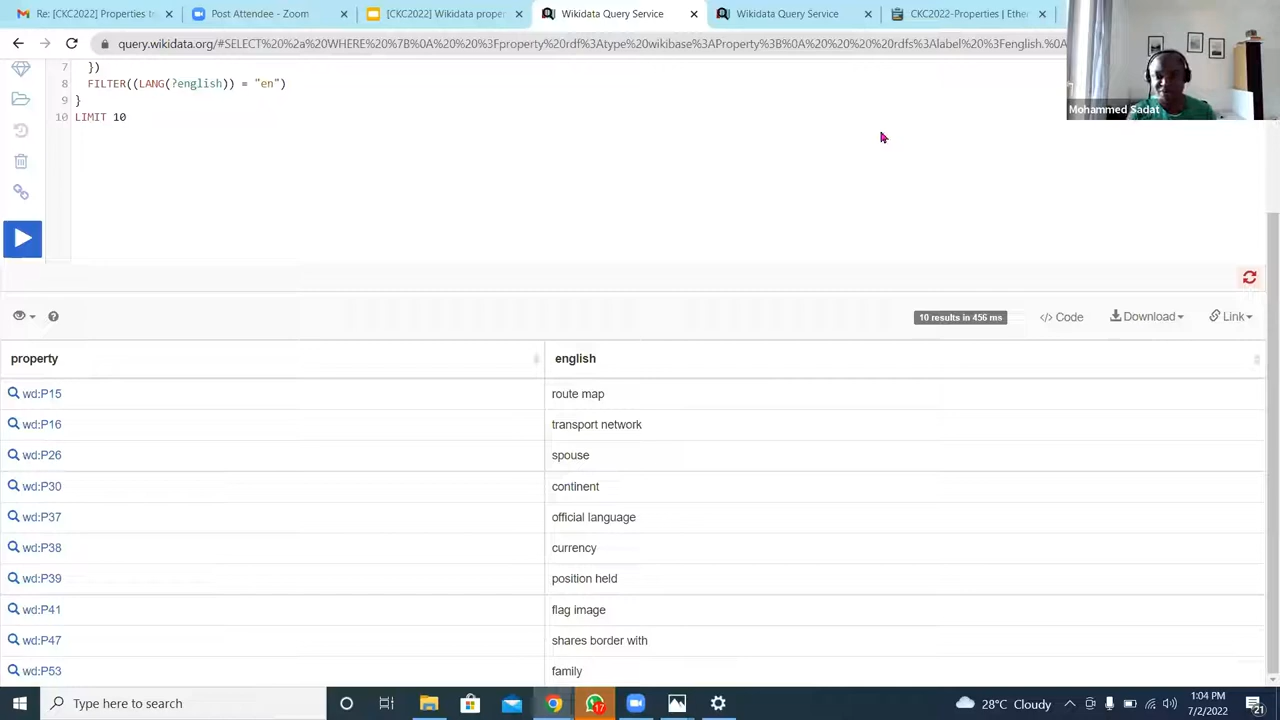 Re: [CKC2022] Properties in Th
Post Attendee - Zoom
[CKC2022] Wikidata proper
Wikidata Query Service
Wikidata Query Service
CKC2022-Properties | Ether
query.wikidata.org/#SELECT%20%2a%20WHERE%20%7B%0A%20%20%3Fproperty%20rdf%3Atype%20wikibase%3AProperty%3B%0A%20%20%20%20rdfs%3Alabel%20%3Fenglish.%0A
Mohammed Sadat
7 })
8 FILTER((LANG(?english)) = "en")
9 }
10 LIMIT 10
10 results in 456 ms
</> Code
Download
Link
property english
wd:P15 route map
wd:P16 transport network
wd:P26 spouse
wd:P30 continent
wd:P37 official language
wd:P38 currency
wd:P39 position held
wd:P41 flag image
wd:P47 shares border with
wd:P53 family
Type here to search
17
28°C Cloudy
1:04 PM
7/2/2022
21